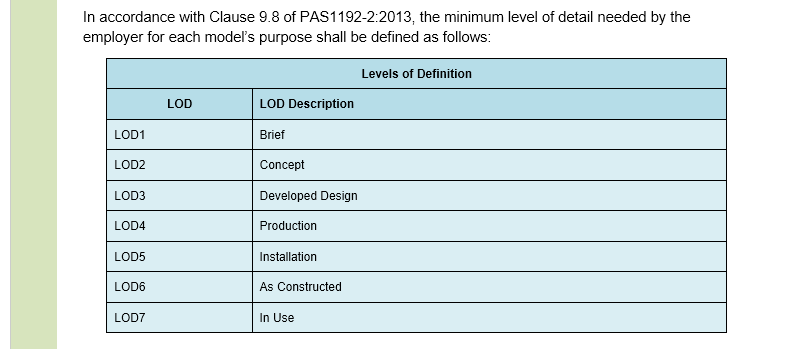 In accordance with Clause 9.8 of PAS1192-2:2013, the minimum level of detail needed by the
employer for each model's purpose shall be defined as follows:
Levels of Definition
LOD LOD Description
LOD1 Brief
LOD2 Concept
LOD3 Developed Design
LOD4 Production
LOD5 Installation
LOD6 As Constructed
LOD7 In Use